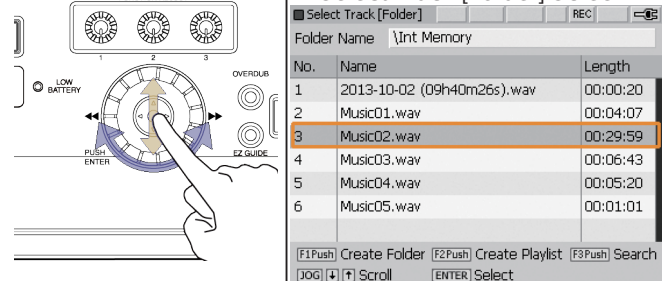 1 2 3
LOW
BATTERY
OVERDUB
PUSH
ENTER
EZ GUIDE
Select Track [Folder] REC
Folder Name \Int Memory
No. Name Length
1 2013-10-02 (09h40m26s).wav 00:00:20
2 Music01.wav 00:04:07
3 Music02.wav 00:29:59
4 Music03.wav 00:06:43
5 Music04.wav 00:05:20
6 Music05.wav 00:01:01
F1Push Create Folder F2Push Create Playlist F3Push Search
JOG ↓ ↑ Scroll ENTER Select